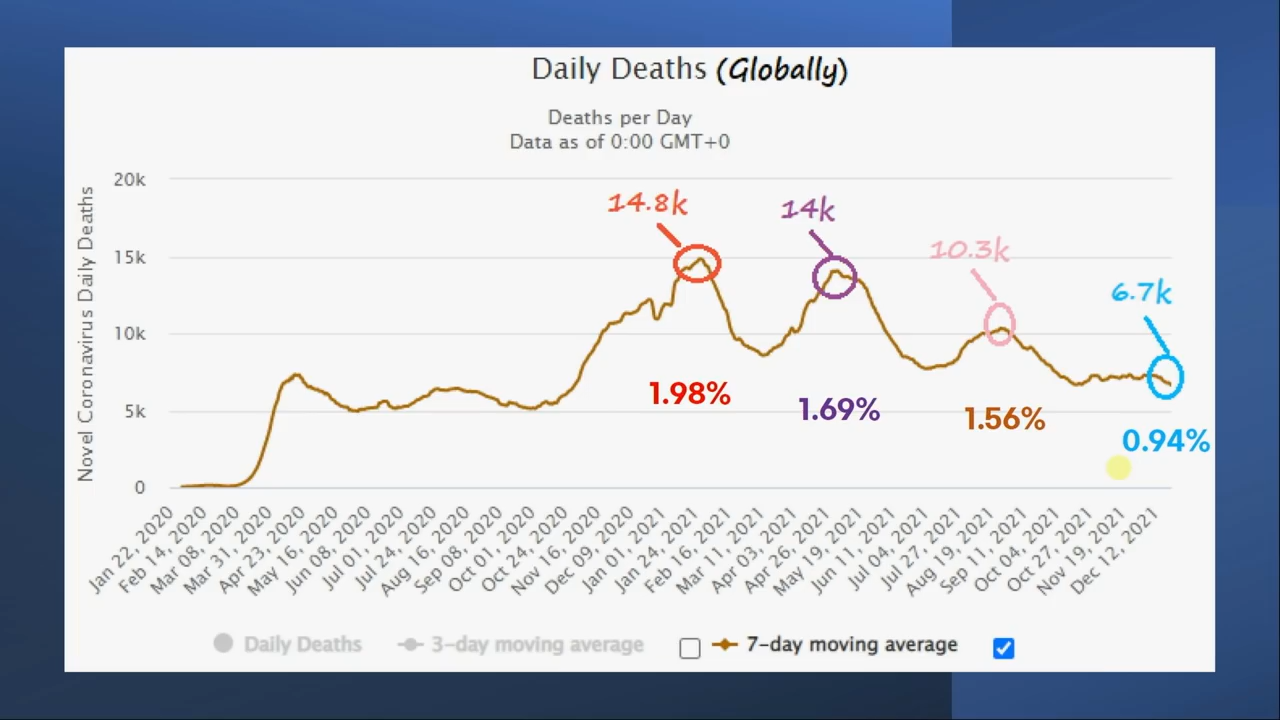 Daily Deaths (Globally)
Deaths per Day
Data as of 0:00 GMT+0
Novel Coronavirus Daily Deaths
20k
15k
10k
5k
0
14.8k
14k
10.3k
6.7k
1.98%
1.69%
1.56%
0.94%
Jan 22, 2020
Feb 14, 2020
Mar 08, 2020
Mar 31, 2020
Apr 23, 2020
May 16, 2020
Jun 08, 2020
Jul 01, 2020
Jul 24, 2020
Aug 16, 2020
Sep 08, 2020
Oct 01, 2020
Oct 24, 2020
Nov 16, 2020
Dec 09, 2020
Jan 01, 2021
Jan 24, 2021
Feb 16, 2021
Mar 11, 2021
Apr 03, 2021
Apr 26, 2021
May 19, 2021
Jun 11, 2021
Jul 04, 2021
Jul 27, 2021
Aug 19, 2021
Sep 11, 2021
Oct 04, 2021
Oct 27, 2021
Nov 19, 2021
Dec 12, 2021
Daily Deaths 3-day moving average 7-day moving average